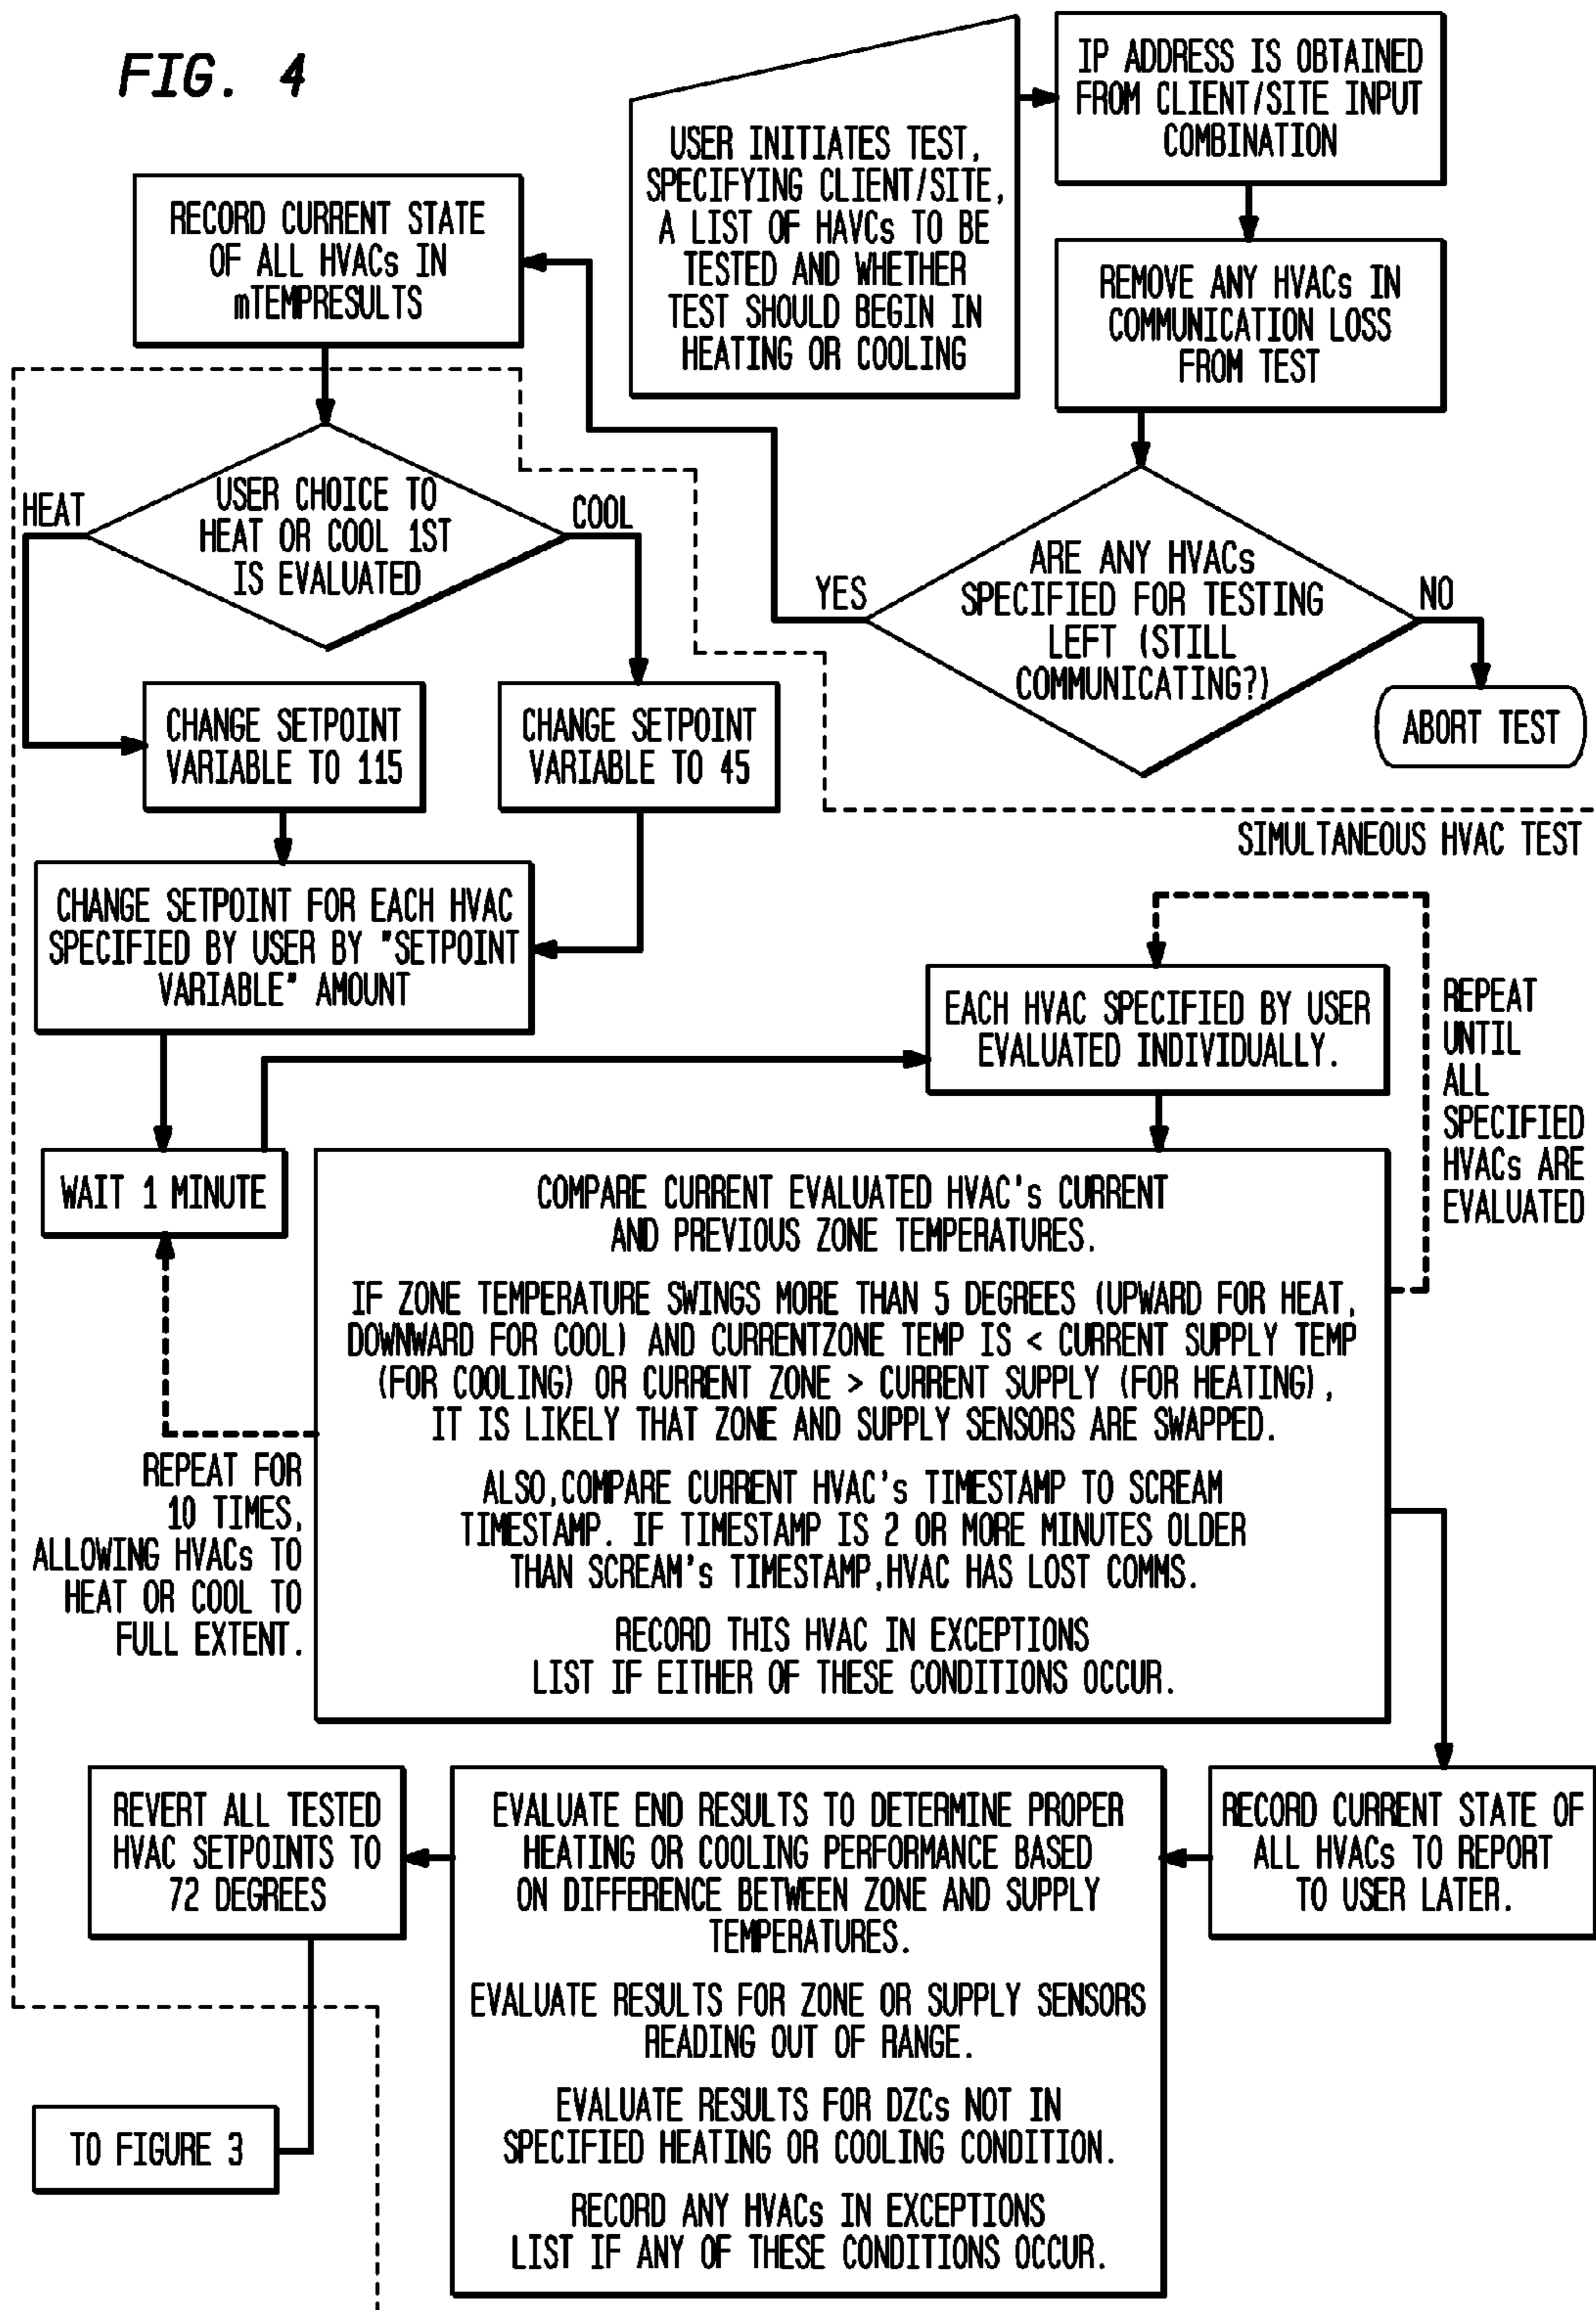 FIG. 4
USER INITIATES TEST,
SPECIFYING CLIENT/SITE,
A LIST OF HAVCs TO BE
TESTED AND WHETHER
TEST SHOULD BEGIN IN
HEATING OR COOLING
IP ADDRESS IS OBTAINED
FROM CLIENT/SITE INPUT
COMBINATION
REMOVE ANY HVACs IN
COMMUNICATION LOSS
FROM TEST
ARE ANY HVACs
SPECIFIED FOR TESTING
LEFT (STILL
COMMUNICATING?)
YES
NO
ABORT TEST
RECORD CURRENT STATE
OF ALL HVACs IN
mTEMPRESULTS
USER CHOICE TO
HEAT OR COOL 1ST
IS EVALUATED
HEAT
COOL
CHANGE SETPOINT
VARIABLE TO 115
CHANGE SETPOINT
VARIABLE TO 45
SIMULTANEOUS HVAC TEST
CHANGE SETPOINT FOR EACH HVAC
SPECIFIED BY USER BY "SETPOINT
VARIABLE" AMOUNT
WAIT 1 MINUTE
EACH HVAC SPECIFIED BY USER
EVALUATED INDIVIDUALLY.
REPEAT
UNTIL
ALL
SPECIFIED
HVACs ARE
EVALUATED
COMPARE CURRENT EVALUATED HVAC's CURRENT
AND PREVIOUS ZONE TEMPERATURES.
IF ZONE TEMPERATURE SWINGS MORE THAN 5 DEGREES (UPWARD FOR HEAT,
DOWNWARD FOR COOL) AND CURRENTZONE TEMP IS < CURRENT SUPPLY TEMP
(FOR COOLING) OR CURRENT ZONE > CURRENT SUPPLY (FOR HEATING),
IT IS LIKELY THAT ZONE AND SUPPLY SENSORS ARE SWAPPED.
ALSO,COMPARE CURRENT HVAC's TIMESTAMP TO SCREAM
TIMESTAMP. IF TIMESTAMP IS 2 OR MORE MINUTES OLDER
THAN SCREAM's TIMESTAMP,HVAC HAS LOST COMMS.
RECORD THIS HVAC IN EXCEPTIONS
LIST IF EITHER OF THESE CONDITIONS OCCUR.
REPEAT FOR
10 TIMES,
ALLOWING HVACs TO
HEAT OR COOL TO
FULL EXTENT.
RECORD CURRENT STATE OF
ALL HVACs TO REPORT
TO USER LATER.
EVALUATE END RESULTS TO DETERMINE PROPER
HEATING OR COOLING PERFORMANCE BASED
ON DIFFERENCE BETWEEN ZONE AND SUPPLY
TEMPERATURES.
EVALUATE RESULTS FOR ZONE OR SUPPLY SENSORS
READING OUT OF RANGE.
EVALUATE RESULTS FOR DZCs NOT IN
SPECIFIED HEATING OR COOLING CONDITION.
RECORD ANY HVACs IN EXCEPTIONS
LIST IF ANY OF THESE CONDITIONS OCCUR.
REVERT ALL TESTED
HVAC SETPOINTS TO
72 DEGREES
TO FIGURE 3